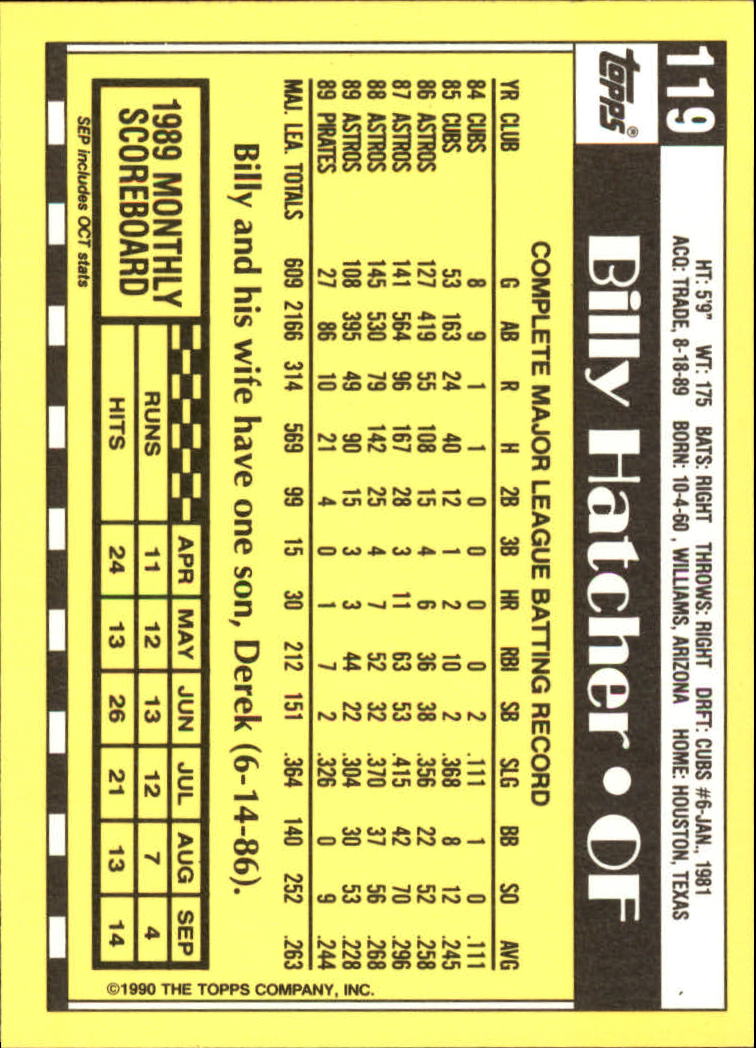 119
HT: 5'9" WT: 175 BATS: RIGHT THROWS: RIGHT DRFT: CUBS #6-JAN., 1981
ACQ: TRADE, 8-18-89 BORN: 10-4-60 , WILLIAMS, ARIZONA HOME: HOUSTON, TEXAS
topps®
Billy Hatcher • OF
COMPLETE MAJOR LEAGUE BATTING RECORD
YR CLUB G AB R H 2B 3B HR RBI SB SLG BB SO AVG
84 CUBS 8 9 1 1 0 0 0 0 2 .111 1 0 .111
85 CUBS 53 163 24 40 12 1 2 10 2 .368 8 12 .245
86 ASTROS 127 419 55 108 15 4 6 36 38 .356 22 52 .258
87 ASTROS 141 564 96 167 28 3 11 63 53 .415 42 70 .296
88 ASTROS 145 530 79 142 25 4 7 52 32 .370 37 56 .268
89 ASTROS 108 395 49 90 15 3 3 44 22 .304 30 53 .228
89 PIRATES 27 86 10 21 4 0 1 7 2 .326 0 9 .244
MAJ. LEA. TOTALS 609 2166 314 569 99 15 30 212 151 .364 140 252 .263
Billy and his wife have one son, Derek (6-14-86).
1989 MONTHLY
SCOREBOARD
APR MAY JUN JUL AUG SEP
RUNS 11 12 13 12 7 4
HITS 24 13 26 21 13 14
SEP includes OCT stats
©1990 THE TOPPS COMPANY, INC.